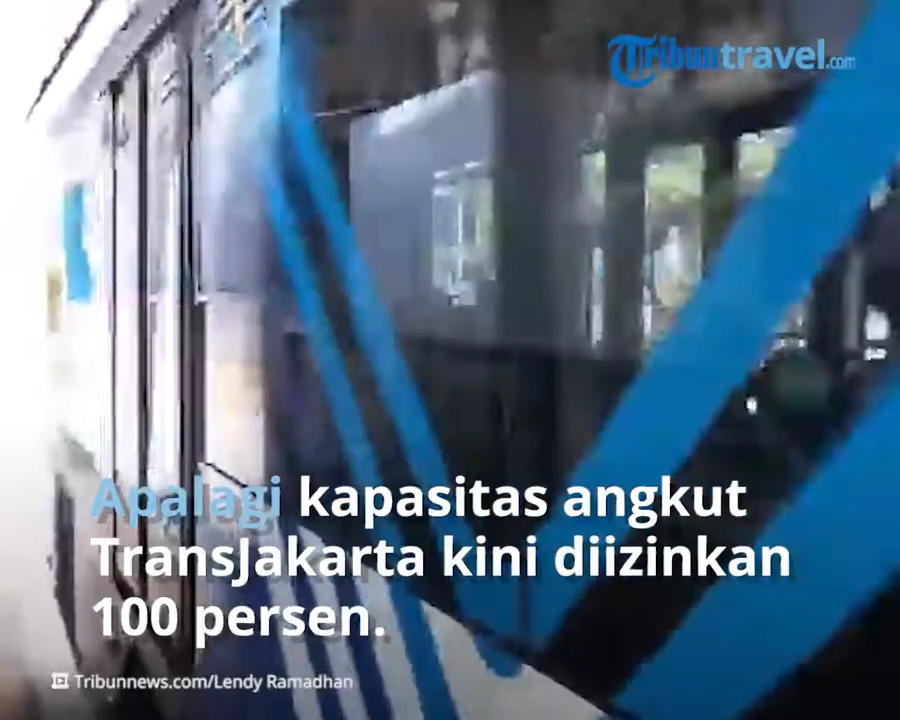 Tribuntravel.com
Apalagi kapasitas angkut
TransJakarta kini diizinkan
100 persen.
Tribunnews.com/Lendy Ramadhan